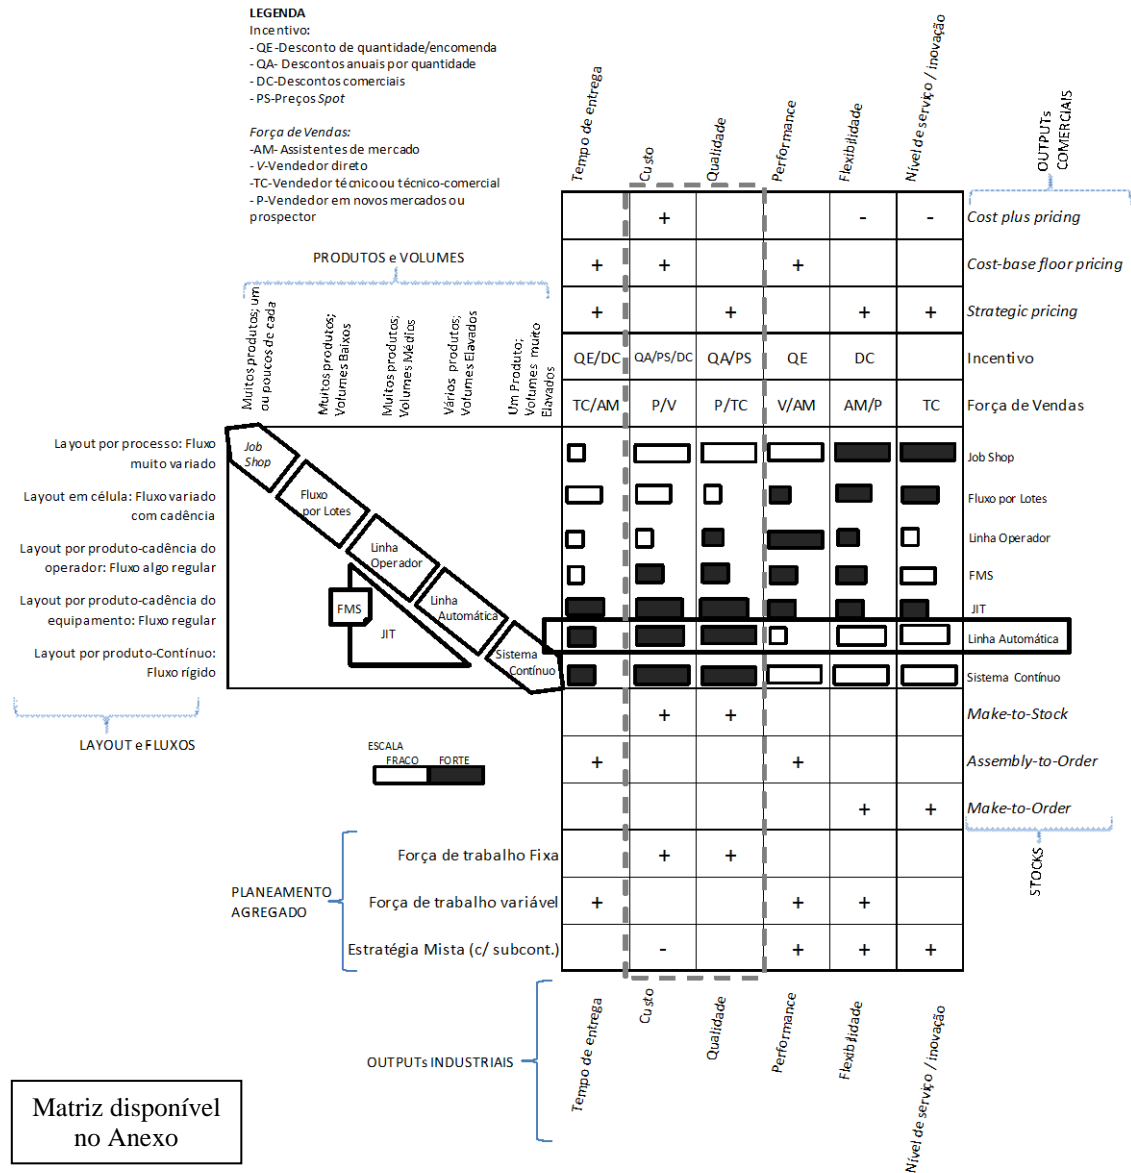 LEGENDA
Incentivo:
- QE-Desconto de quantidade/encomenda
- QA- Descontos anuais por quantidade
- DC-Descontos comerciais
- PS-Preços Spot
Força de Vendas:
-AM- Assistentes de mercado
- V-Vendedor direto
-TC-Vendedor técnico ou técnico-comercial
- P-Vendedor em novos mercados ou
prospector
Tempo de entrega
Custo
Qualidade
Performance
Flexibilidade
Nível de serviço / inovação
OUTPUTs
COMERCIAIS
+ - - Cost plus pricing
+ + + Cost-base floor pricing
+ + + + Strategic pricing
QE/DC QA/PS/DC QA/PS QE DC Incentivo
TC/AM P/V P/TC V/AM AM/P TC Força de Vendas
PRODUTOS e VOLUMES
Muitos produtos; um
ou poucos de cada
Muitos produtos;
Volumes Baixos
Muitos produtos;
Volumes Médios
Vários produtos;
Volumes Elavados
Um Produto;
Volumes muito
Elavados
Layout por processo: Fluxo
muito variado
Layout em célula: Fluxo variado
com cadência
Layout por produto-cadência do
operador: Fluxo algo regular
Layout por produto-cadência do
equipamento: Fluxo regular
Layout por produto-Contínuo:
Fluxo rígido
LAYOUT e FLUXOS
Job
Shop
Fluxo
por Lotes
Linha
Operador
Linha
Automática
Sistema
Contínuo
FMS
JIT
Job Shop
Fluxo por Lotes
Linha Operador
FMS
JIT
Linha Automática
Sistema Contínuo
ESCALA
FRACO FORTE
+ + Make-to-Stock
+ + Assembly-to-Order
+ + Make-to-Order
STOCKS
PLANEAMENTO
AGREGADO
Força de trabalho Fixa + +
Força de trabalho variável + + +
Estratégia Mista (c/ subcont.) - + + +
OUTPUTs INDUSTRIAIS
Tempo de entrega
Custo
Qualidade
Performance
Flexibilidade
Nível de serviço / inovação
Matriz disponível
no Anexo